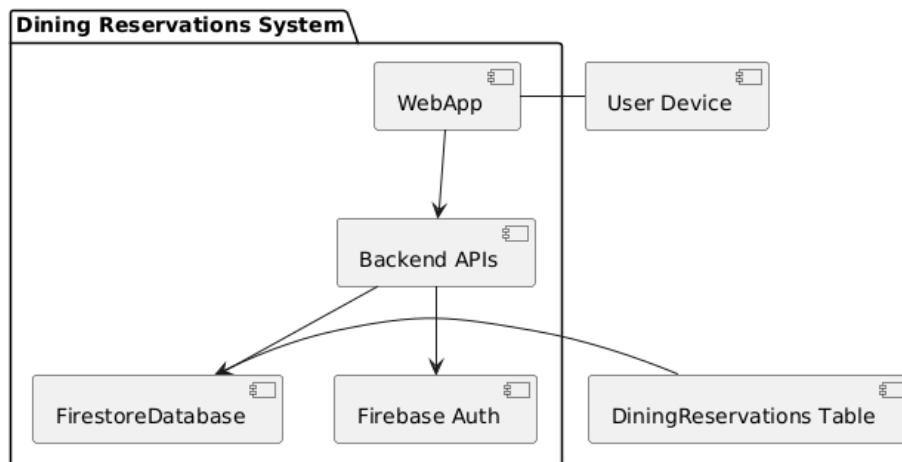 Dining Reservations System
WebApp
User Device
Backend APIs
FirestoreDatabase
Firebase Auth
DiningReservations Table